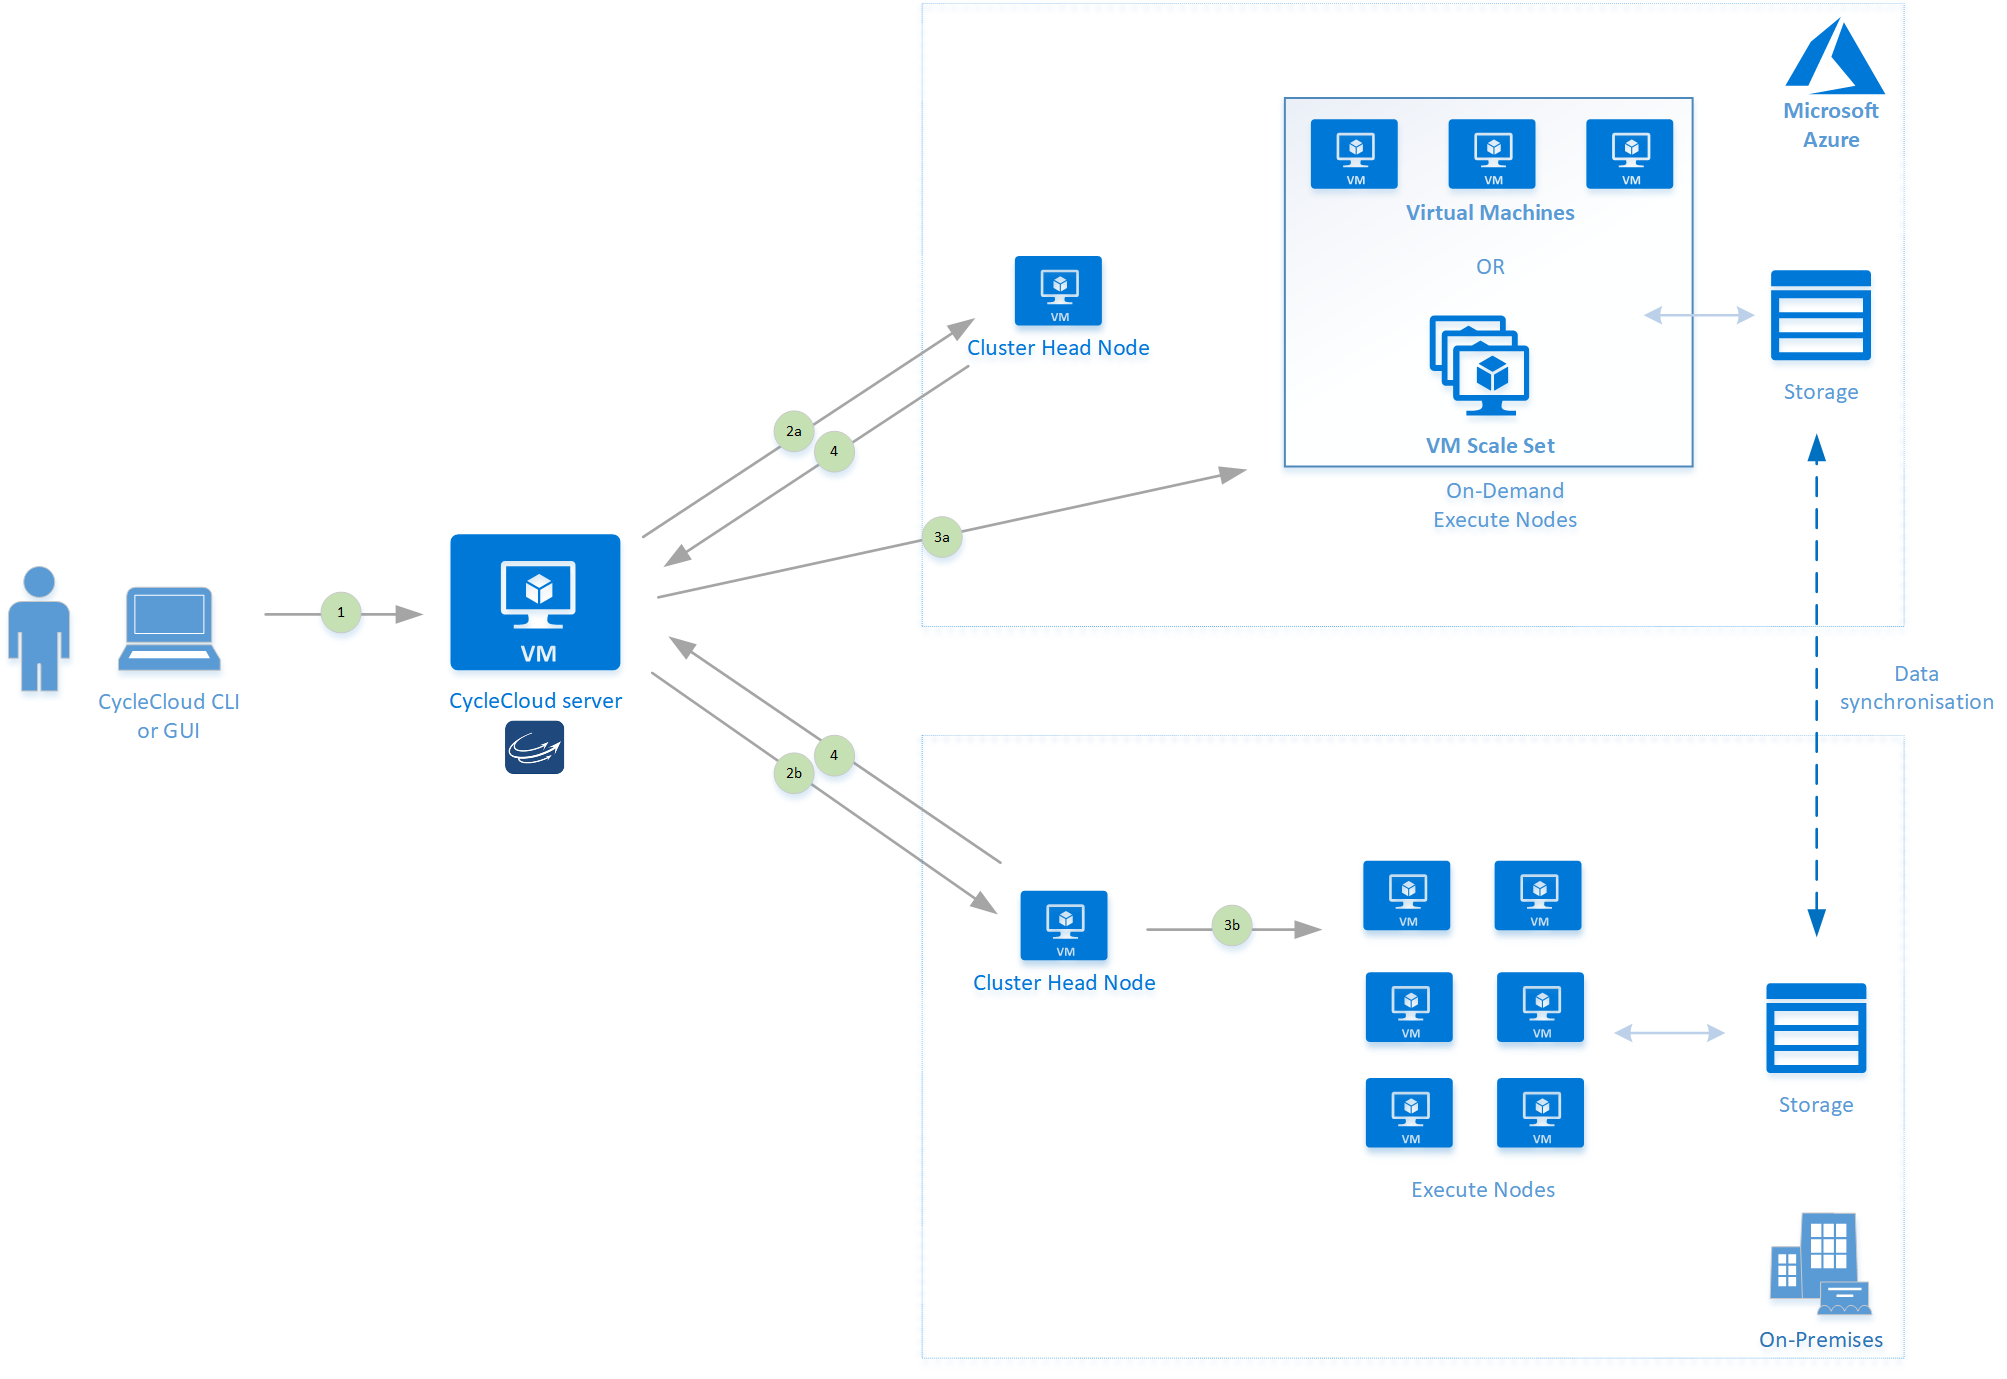 Microsoft
Azure
VM
VM
VM
Virtual Machines
OR
VM
Cluster Head Node
VM Scale Set
Storage
On-Demand
Execute Nodes
2a
4
3a
1
VM
CycleCloud server
CycleCloud CLI
or GUI
Data
synchronisation
4
2b
VM
Cluster Head Node
3b
VM
VM
VM
VM
VM
VM
Execute Nodes
Storage
On-Premises